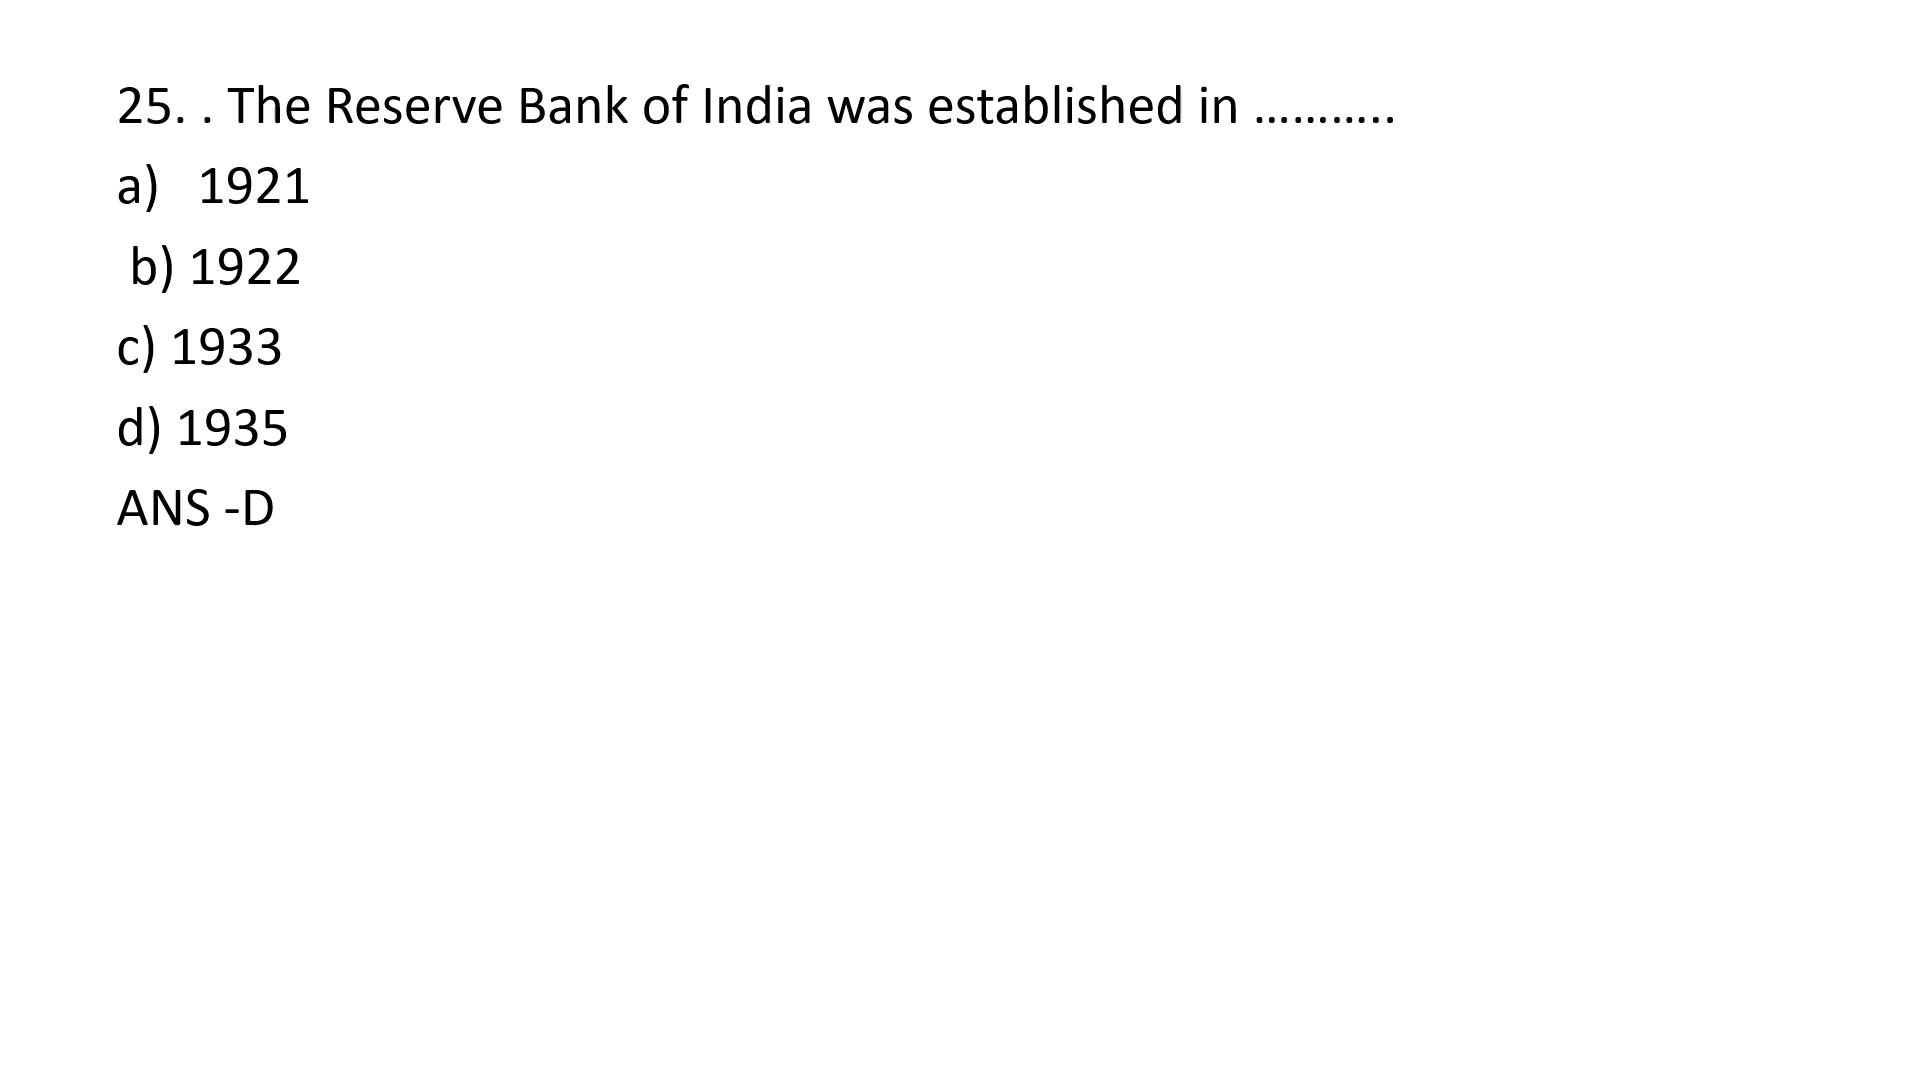 25. . The Reserve Bank of India was established in ………..
a)   1921
b) 1922
c) 1933
d) 1935
ANS -D